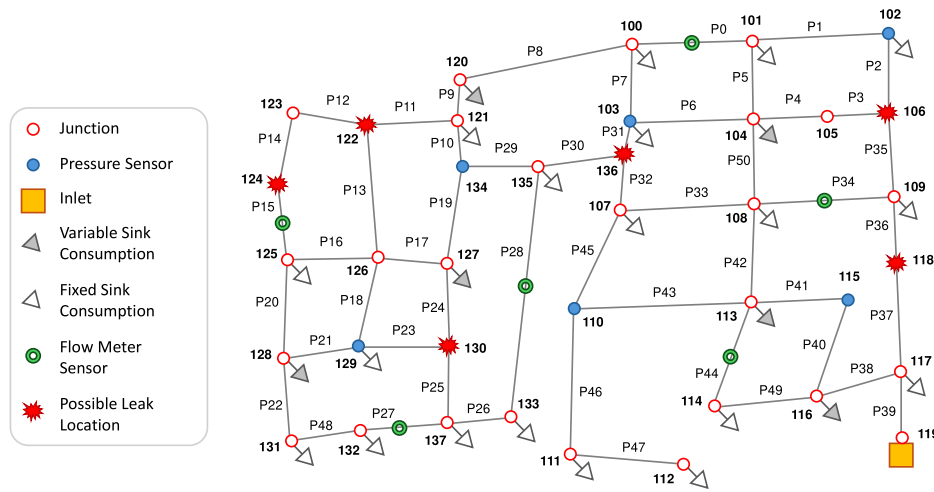 102
100
101
P0
P1
P8
120
P7
P5
P2
P9
123
P12
P11
121
103
P6
P4
P3
106
122
104
105
P14
P10
P29
P30
P31
P50
P35
124
134
135
136
P32
P15
P13
P19
P33
P34
109
107
108
P36
P16
P17
P28
P45
P42
118
125
126
127
115
P20
P18
P24
P43
P41
110
113
P37
P21
P23
P40
128
129
130
P44
P38
117
P22
P25
P46
P49
114
116
P39
P48
P27
P26
133
131
132
137
119
P47
111
112
Junction
Pressure Sensor
Inlet
Variable Sink
Consumption
Fixed Sink
Consumption
Flow Meter
Sensor
Possible Leak
Location